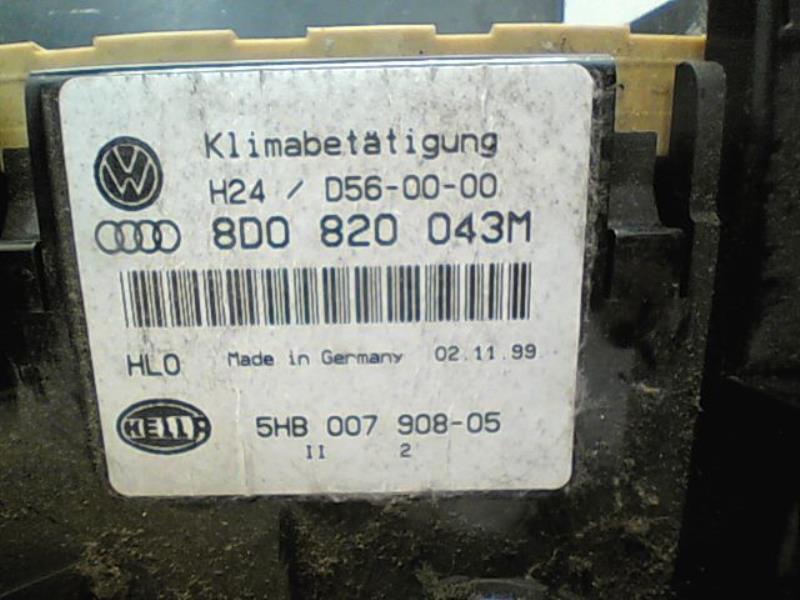 Klimabetätigung
H24 / D56-00-00
8D0 820 043M
HLO Made in Germany 02.11.99
HELLA 5HB 007 908-05
II 2